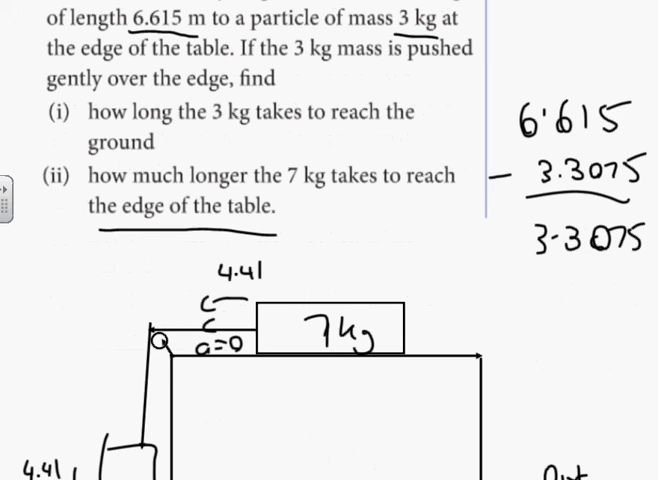 of length 6.615 m to a particle of mass 3 kg at
the edge of the table. If the 3 kg mass is pushed
gently over the edge, find
(i) how long the 3 kg takes to reach the
ground
(ii) how much longer the 7 kg takes to reach
the edge of the table.
6.615
- 3.3075
3.3075
4.41
a=0
7kg
4.41